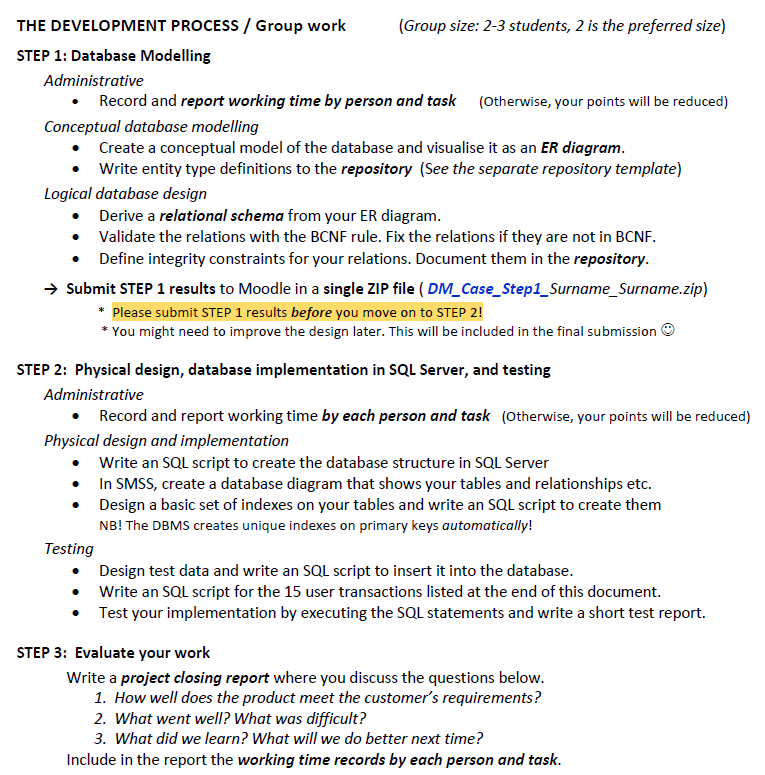 THE DEVELOPMENT PROCESS / Group work (Group size: 2-3 students, 2 is the preferred size)
STEP 1: Database Modelling
Administrative
• Record and report working time by person and task (Otherwise, your points will be reduced)
Conceptual database modelling
• Create a conceptual model of the database and visualise it as an ER diagram.
• Write entity type definitions to the repository (See the separate repository template)
Logical database design
• Derive a relational schema from your ER diagram.
• Validate the relations with the BCNF rule. Fix the relations if they are not in BCNF.
• Define integrity constraints for your relations. Document them in the repository.
→ Submit STEP 1 results to Moodle in a single ZIP file ( DM_Case_Step1_Surname_Surname.zip)
* Please submit STEP 1 results before you move on to STEP 2!
* You might need to improve the design later. This will be included in the final submission ☺
STEP 2: Physical design, database implementation in SQL Server, and testing
Administrative
• Record and report working time by each person and task (Otherwise, your points will be reduced)
Physical design and implementation
• Write an SQL script to create the database structure in SQL Server
• In SMSS, create a database diagram that shows your tables and relationships etc.
• Design a basic set of indexes on your tables and write an SQL script to create them
NB! The DBMS creates unique indexes on primary keys automatically!
Testing
• Design test data and write an SQL script to insert it into the database.
• Write an SQL script for the 15 user transactions listed at the end of this document.
• Test your implementation by executing the SQL statements and write a short test report.
STEP 3: Evaluate your work
Write a project closing report where you discuss the questions below.
1. How well does the product meet the customer's requirements?
2. What went well? What was difficult?
3. What did we learn? What will we do better next time?
Include in the report the working time records by each person and task.